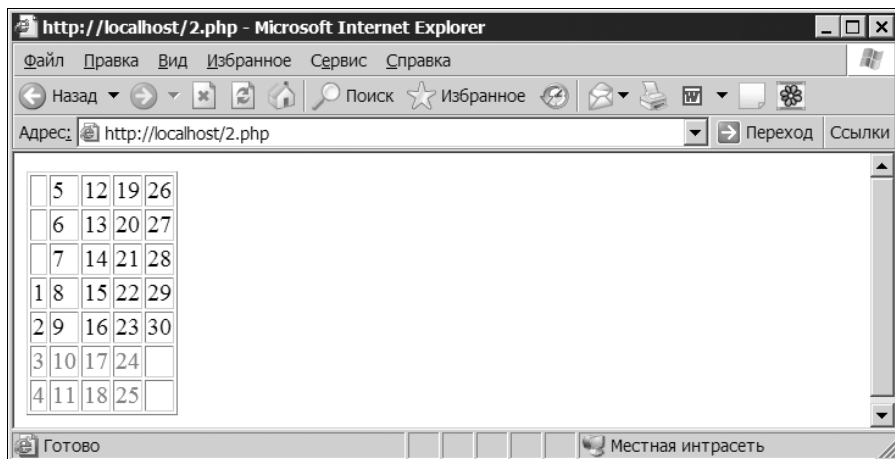 http://localhost/2.php - Microsoft Internet Explorer
Файл Правка Вид Избранное Сервис Справка
Назад Поиск Избранное
Адрес: http://localhost/2.php Переход Ссылки
5 12 19 26
6 13 20 27
7 14 21 28
1 8 15 22 29
2 9 16 23 30
3 10 17 24
4 11 18 25
Готово Местная интрасеть